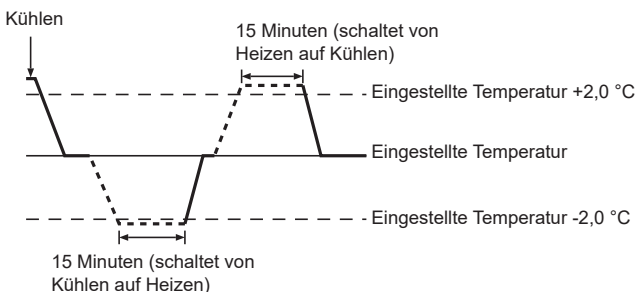 Kühlen
15 Minuten (schaltet von
Heizen auf Kühlen)
Eingestellte Temperatur +2,0 °C
Eingestellte Temperatur
Eingestellte Temperatur -2,0 °C
15 Minuten (schaltet von
Kühlen auf Heizen)